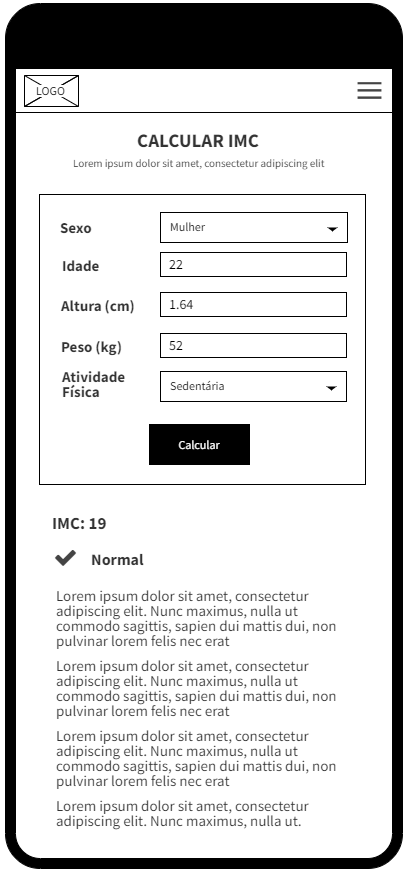 LOGO
CALCULAR IMC
Lorem ipsum dolor sit amet, consectetur adipiscing elit
Sexo
Mulher
Idade
22
Altura (cm)
1.64
Peso (kg)
52
Atividade
Física
Sedentária
Calcular
IMC: 19
Normal
Lorem ipsum dolor sit amet, consectetur
adipiscing elit. Nunc maximus, nulla ut
commodo sagittis, sapien dui mattis dui, non
pulvinar lorem felis nec erat
Lorem ipsum dolor sit amet, consectetur
adipiscing elit. Nunc maximus, nulla ut
commodo sagittis, sapien dui mattis dui, non
pulvinar lorem felis nec erat
Lorem ipsum dolor sit amet, consectetur
adipiscing elit. Nunc maximus, nulla ut
commodo sagittis, sapien dui mattis dui, non
pulvinar lorem felis nec erat
Lorem ipsum dolor sit amet, consectetur
adipiscing elit. Nunc maximus, nulla ut.